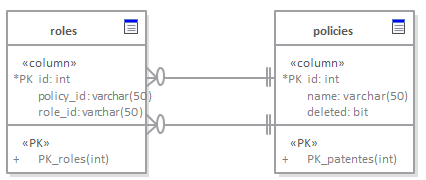 roles
«column»
*PK id: int
policy_id: varchar(50)
role_id: varchar(50)
«PK»
+ PK_roles(int)
policies
«column»
*PK id: int
name: varchar(50)
deleted: bit
«PK»
+ PK_patentes(int)